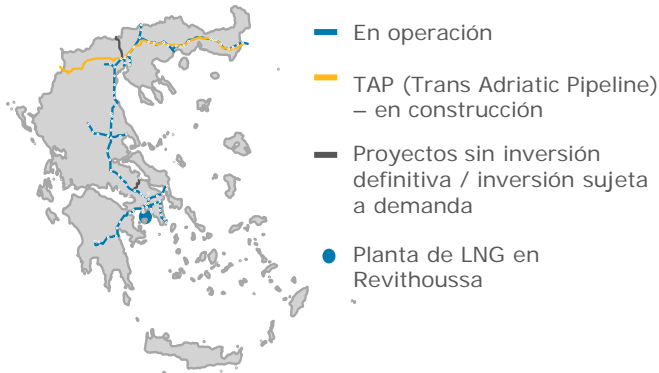 En operación
TAP (Trans Adriatic Pipeline)
– en construcción
Proyectos sin inversión
definitiva / inversión sujeta
a demanda
Planta de LNG en
Revithoussa